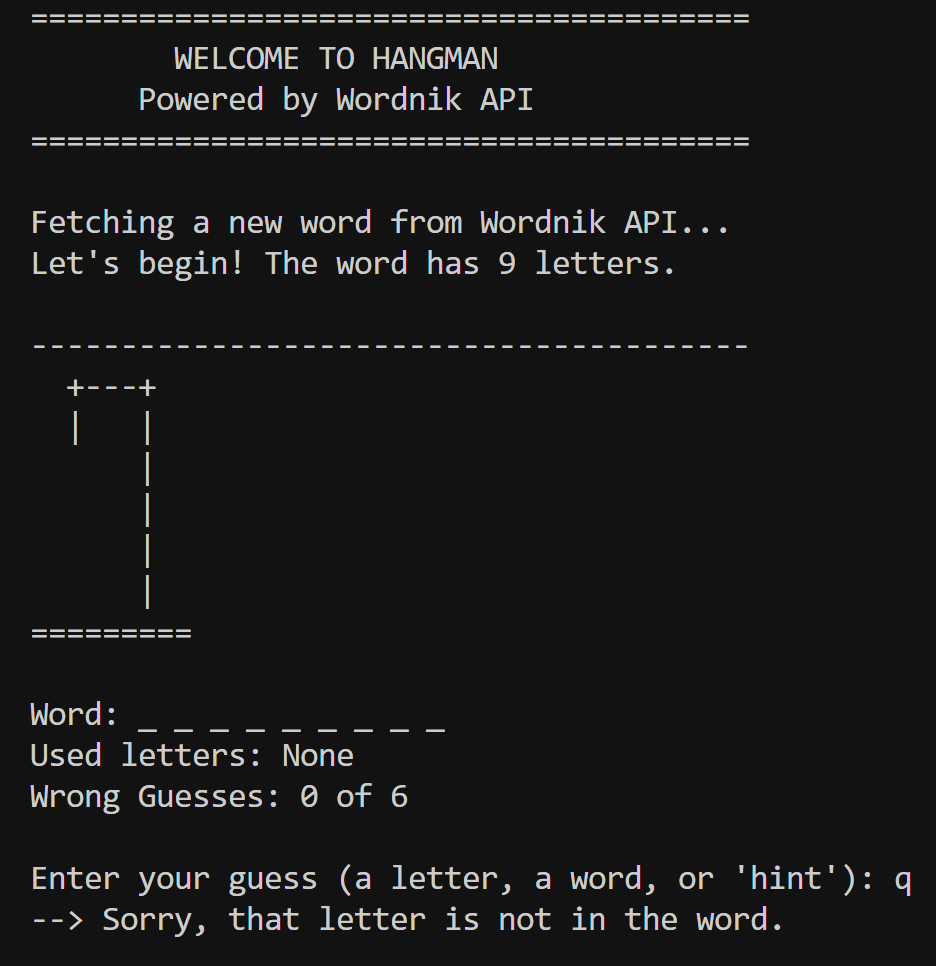 ========================================
        WELCOME TO HANGMAN
      Powered by Wordnik API
========================================

Fetching a new word from Wordnik API...
Let's begin! The word has 9 letters.

----------------------------------------
  +---+
  |   |
      |
      |
      |
      |
=========

Word: _ _ _ _ _ _ _ _ _
Used letters: None
Wrong Guesses: 0 of 6

Enter your guess (a letter, a word, or 'hint'): q
--> Sorry, that letter is not in the word.